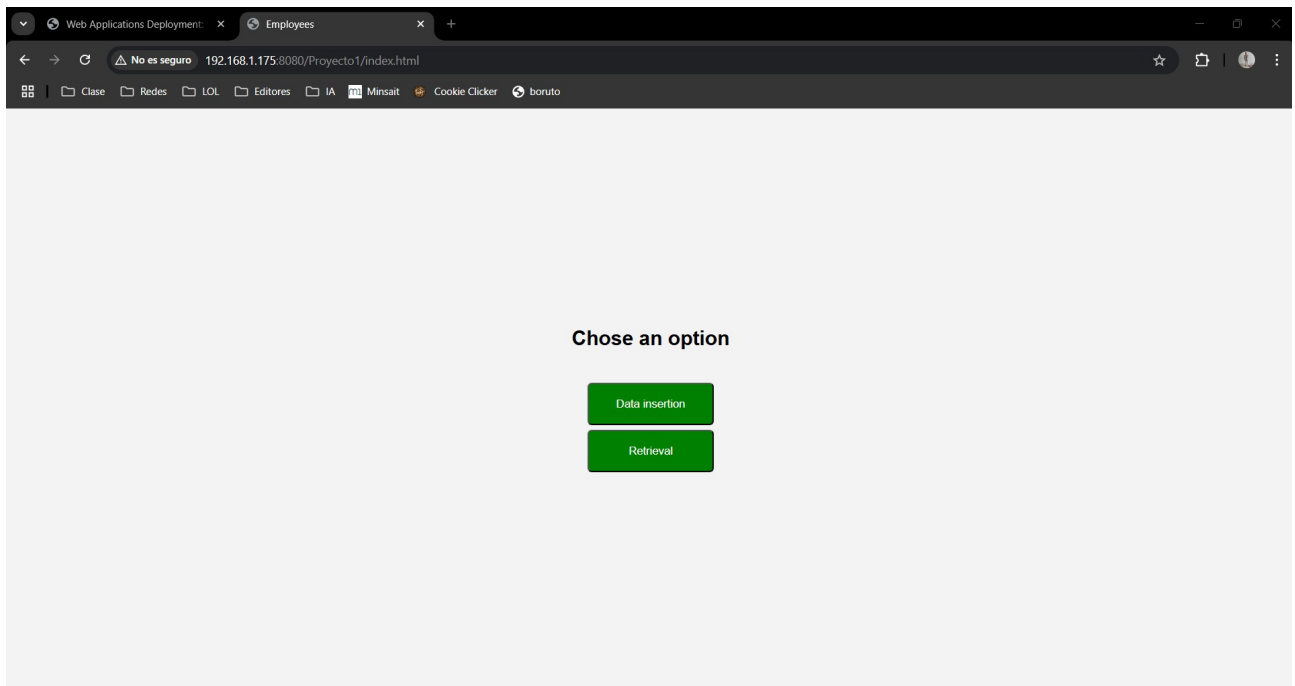 Web Applications Deployment:
Employees
No es seguro 192.168.1.175:8080/Proyecto1/index.html
Clase Redes LOL Editores IA m1 Minsait Cookie Clicker boruto
Chose an option
Data insertion
Retrieval